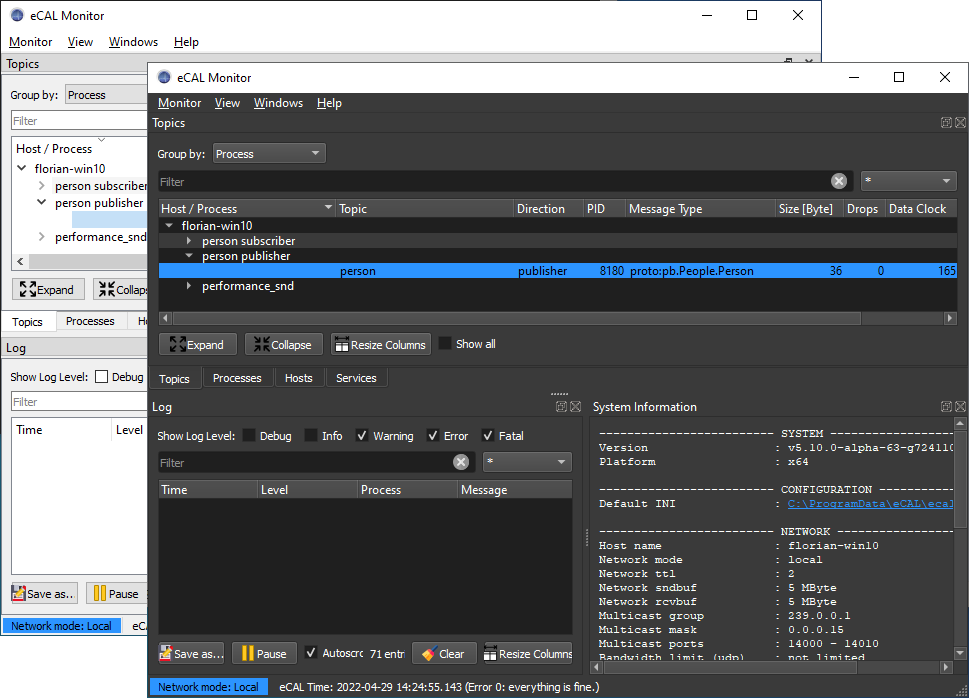 eCAL Monitor
Monitor View Windows Help
Topics
Group by: Process
Filter
Host / Process
florian-win10
person subscriber
person publisher
performance_snd
Expand Collaps
Topics Processes Ho
Log
Show Log Level: Debug
Filter
Time Level
Save as.. Pause
Network mode: Local eCA
eCAL Monitor
Monitor View Windows Help
Topics
Group by: Process
Filter *
Host / Process Topic Direction PID Message Type Size [Byte] Drops Data Clock
florian-win10
person subscriber
person publisher
person publisher 8180 proto:pb.People.Person 36 0 165
performance_snd
Expand Collapse Resize Columns Show all
Topics Processes Hosts Services
Log
Show Log Level: Debug Info Warning Error Fatal
Filter *
Time Level Process Message
Save as... Pause Autoscro 71 entri Clear Resize Columns
System Information
------------------------- SYSTEM
Version : v5.10.0-alpha-63-g724110
Platform : x64
------------------------- CONFIGURATION
Default INI : C:\ProgramData\eCAL\ecal
------------------------- NETWORK
Host name : florian-win10
Network mode : local
Network ttl : 2
Network sndbuf : 5 MByte
Network rcvbuf : 5 MByte
Multicast group : 239.0.0.1
Multicast mask : 0.0.0.15
Multicast ports : 14000 - 14010
Bandwidth limit (udp) : not limited
Network mode: Local eCAL Time: 2022-04-29 14:24:55.143 (Error 0: everything is fine.)